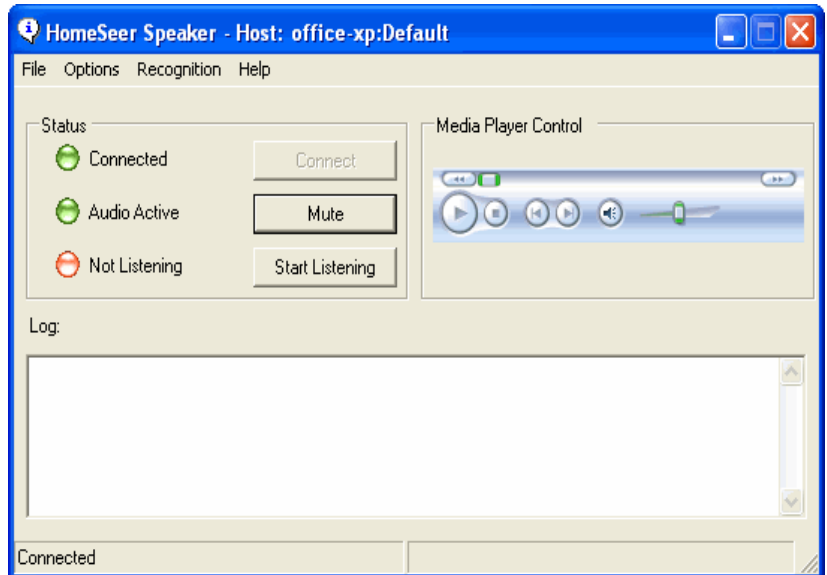 HomeSeer Speaker - Host: office-xp:Default
File Options Recognition Help
Status
Connected Connect
Audio Active Mute
Not Listening Start Listening
Media Player Control
Log:
Connected